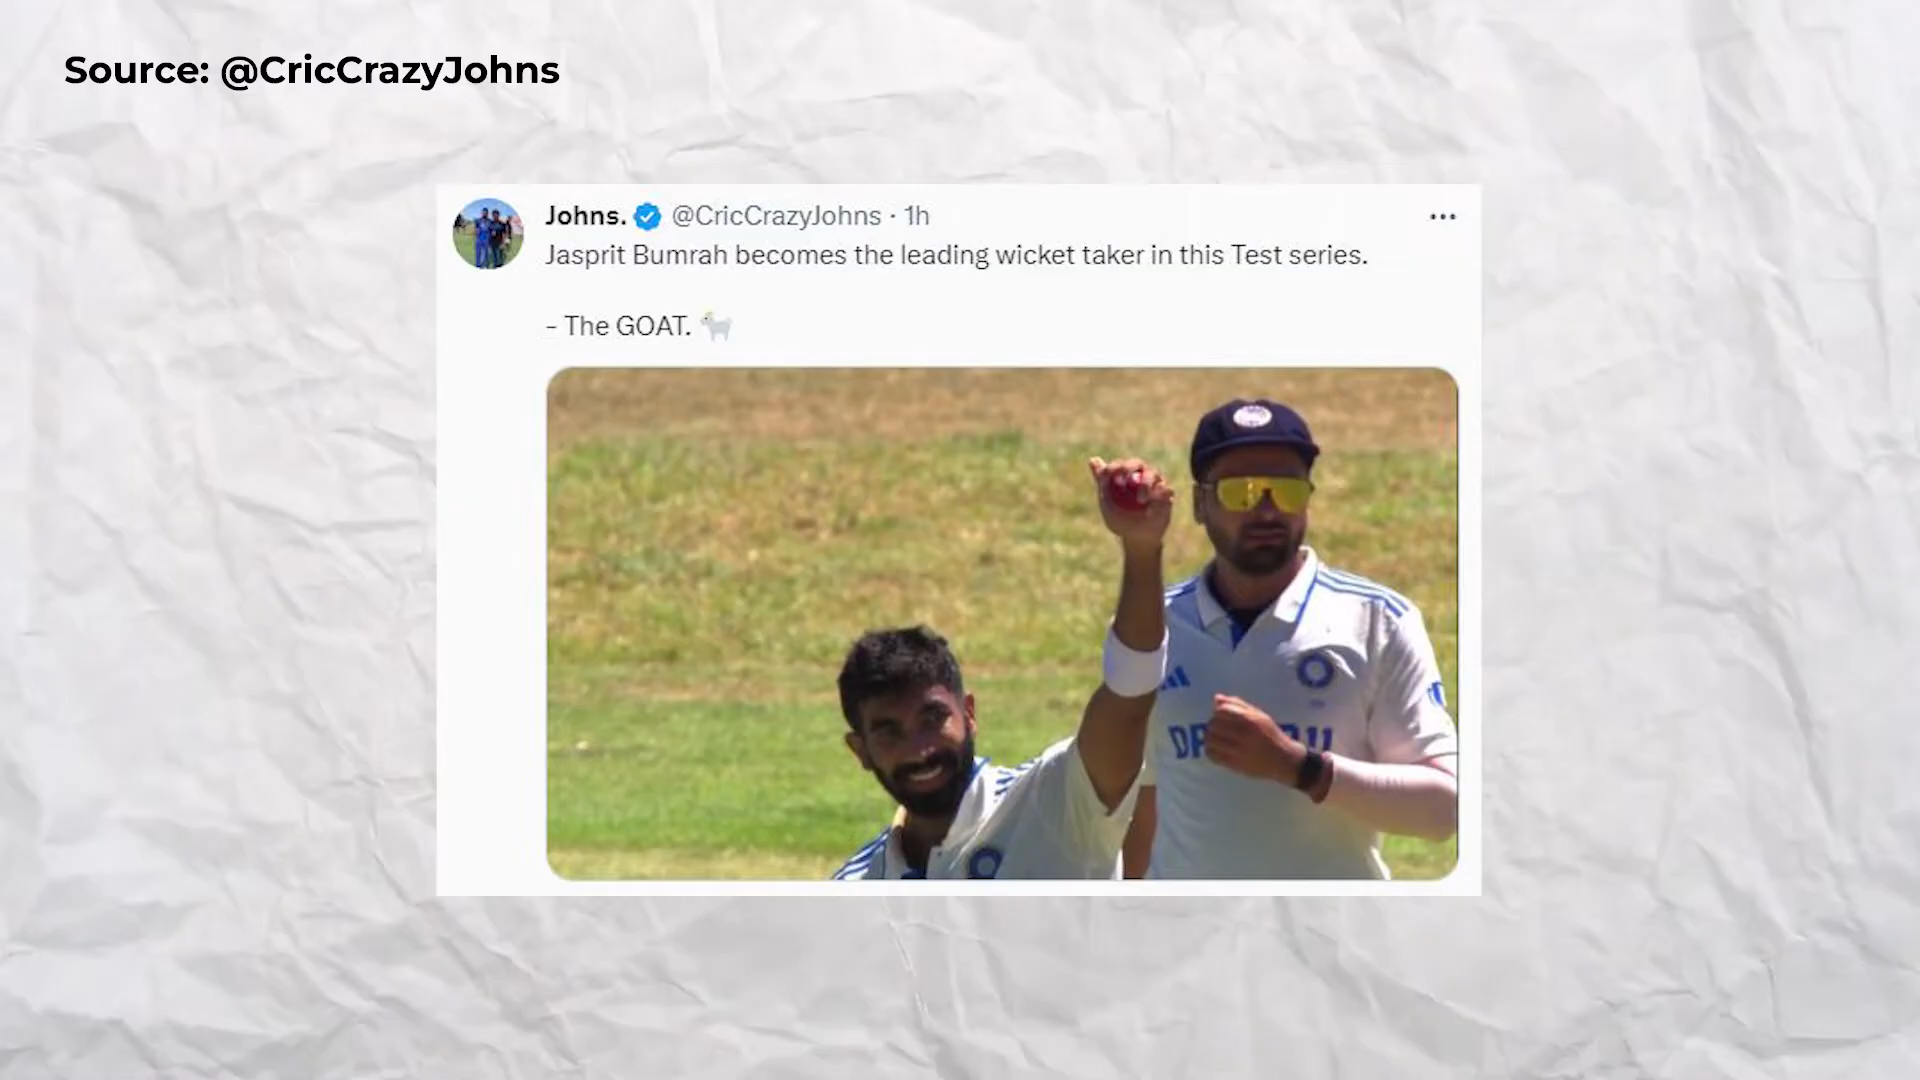 Source: @CricCrazyJohns
Johns. @CricCrazyJohns · 1h
Jasprit Bumrah becomes the leading wicket taker in this Test series.
- The GOAT. 🐐